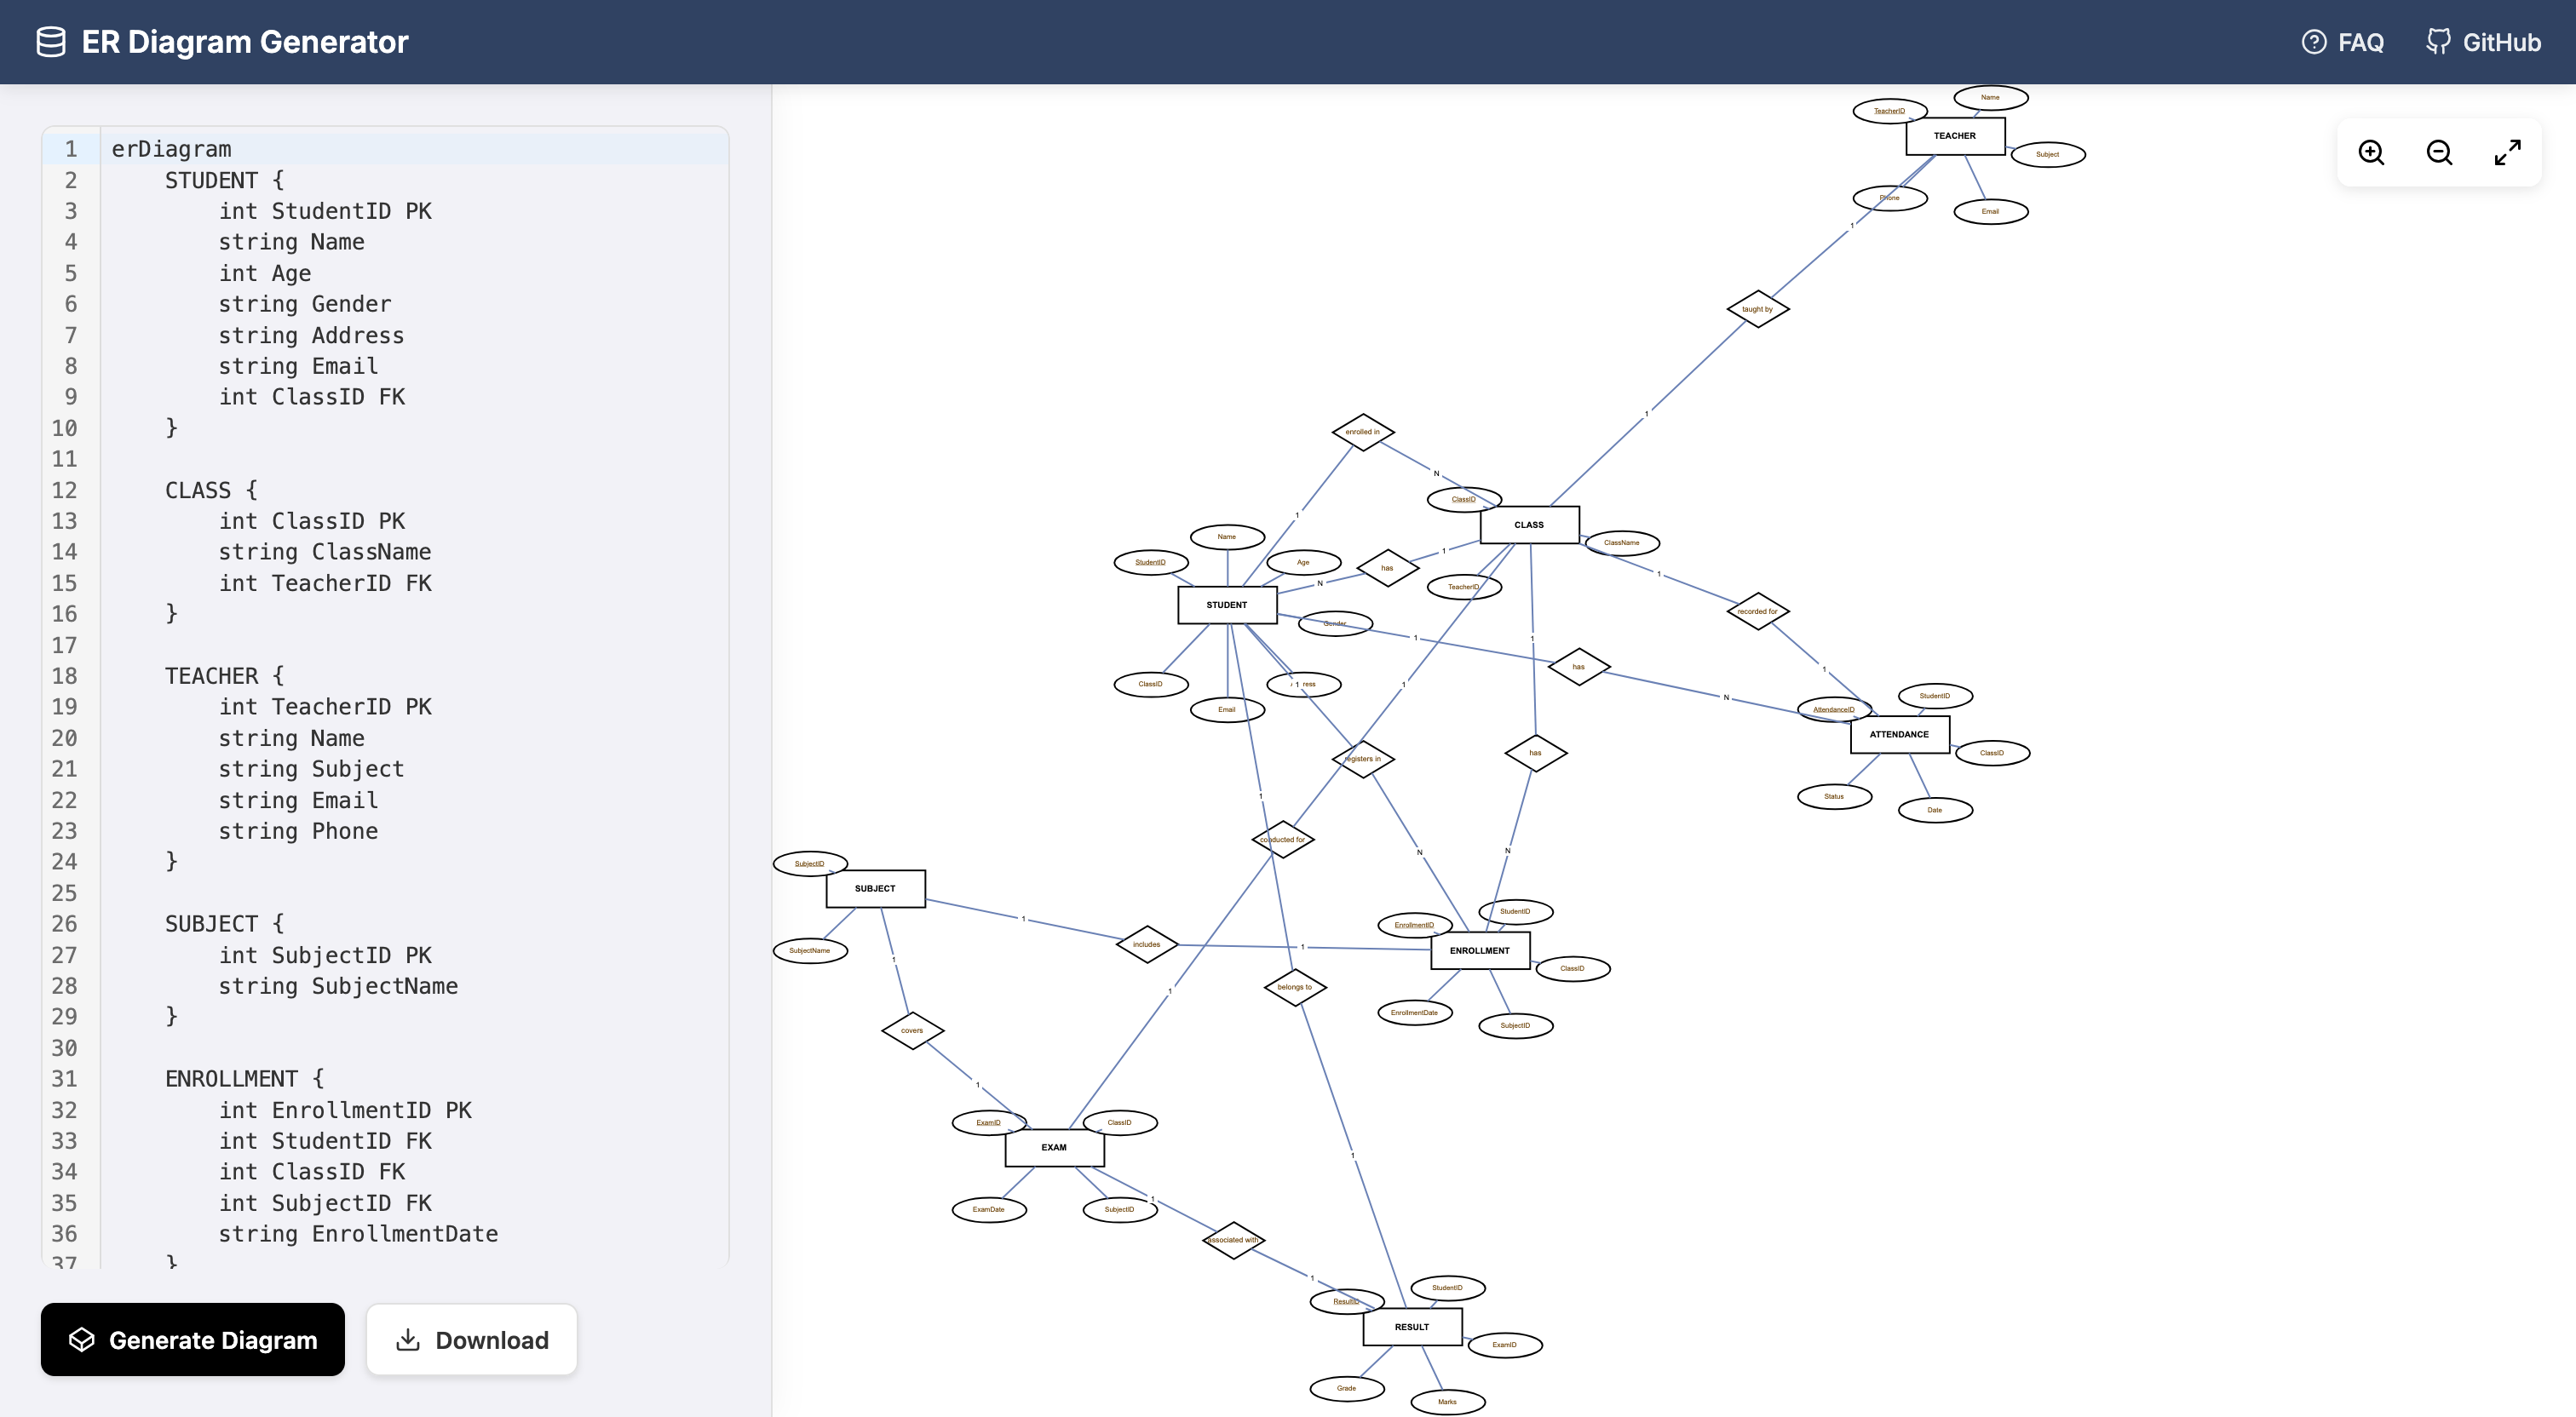 ER Diagram Generator
FAQ
GitHub
1 erDiagram
2 STUDENT {
3 int StudentID PK
4 string Name
5 int Age
6 string Gender
7 string Address
8 string Email
9 int ClassID FK
10 }
11
12 CLASS {
13 int ClassID PK
14 string ClassName
15 int TeacherID FK
16 }
17
18 TEACHER {
19 int TeacherID PK
20 string Name
21 string Subject
22 string Email
23 string Phone
24 }
25
26 SUBJECT {
27 int SubjectID PK
28 string SubjectName
29 }
30
31 ENROLLMENT {
32 int EnrollmentID PK
33 int StudentID FK
34 int ClassID FK
35 int SubjectID FK
36 string EnrollmentDate
37 }
Generate Diagram
Download
Name
TeacherID
TEACHER
Subject
Phone
Email
1
taught by
1
enrolled in
N
ClassID
1
CLASS
Name
ClassName
1
StudentID
Age
has
1
N
TeacherID
STUDENT
recorded for
Gender
1
1
has
1
ClassID
1
1
StudentID
N
Email
AttendanceID
ATTENDANCE
ClassID
has
registers in
1
Status
Date
conducted for
N
N
SubjectID
SUBJECT
StudentID
1
EnrollmentID
includes
1
ENROLLMENT
SubjectName
1
ClassID
belongs to
1
EnrollmentDate
SubjectID
covers
1
ExamID
ClassID
EXAM
1
1
ExamDate
SubjectID
associated with
1
StudentID
ResultID
RESULT
ExamID
Grade
Marks